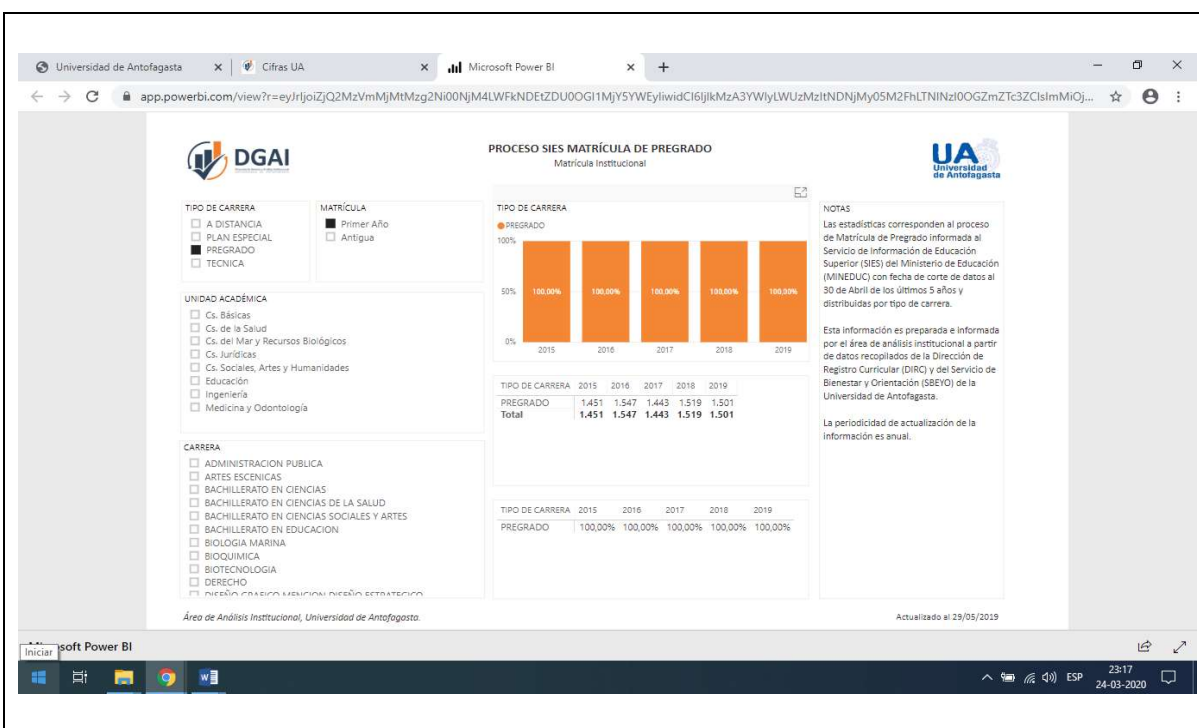 Universidad de Antofagasta
Cifras UA
Microsoft Power BI
DGAI
PROCESO SIES MATRÍCULA DE PREGRADO
Matrícula Institucional
UA
Universidad
de Antofagasta
TIPO DE CARRERA
A DISTANCIA
PLAN ESPECIAL
PREGRADO
TECNICA
MATRÍCULA
Primer Año
Antigua
UNIDAD ACADÉMICA
Cs. Básicas
Cs. de la Salud
Cs. del Mar y Recursos Biológicos
Cs. Jurídicas
Cs. Sociales, Artes y Humanidades
Educación
Ingeniería
Medicina y Odontología
CARRERA
ADMINISTRACION PUBLICA
ARTES ESCENICAS
BACHILLERATO EN CIENCIAS
BACHILLERATO EN CIENCIAS DE LA SALUD
BACHILLERATO EN CIENCIAS SOCIALES Y ARTES
BACHILLERATO EN EDUCACION
BIOLOGIA MARINA
BIOQUIMICA
BIOTECNOLOGIA
DERECHO
DISEÑO GRAFICO MENCION DISEÑO ESTRATEGICO
TIPO DE CARRERA
PREGRADO
100%
50% 100,00% 100,00% 100,00% 100,00% 100,00%
0%
2015 2016 2017 2018 2019
TIPO DE CARRERA 2015 2016 2017 2018 2019
PREGRADO 1.451 1.547 1.443 1.519 1.501
Total 1.451 1.547 1.443 1.519 1.501
TIPO DE CARRERA 2015 2016 2017 2018 2019
PREGRADO 100,00% 100,00% 100,00% 100,00% 100,00%
NOTAS
Las estadísticas corresponden al proceso
de Matrícula de Pregrado informada al
Servicio de Información de Educación
Superior (SIES) del Ministerio de Educación
(MINEDUC) con fecha de corte de datos al
30 de Abril de los últimos 5 años y
distribuidas por tipo de carrera.
Esta información es preparada e informada
por el área de análisis institucional a partir
de datos recopilados de la Dirección de
Registro Curricular (DIRC) y del Servicio de
Bienestar y Orientación (SBEYO) de la
Universidad de Antofagasta.
La periodicidad de actualización de la
información es anual.
Área de Análisis Institucional, Universidad de Antofagasta.
Actualizado al 29/05/2019
soft Power BI
Iniciar
ESP
23:17
24-03-2020